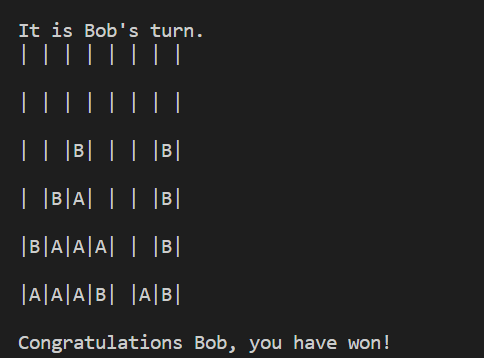 It is Bob's turn.
| | | | | | | |
| | | | | | | |
| | |B| | | |B|
| |B|A| | | |B|
|B|A|A|A| | |B|
|A|A|A|B| |A|B|
Congratulations Bob, you have won!